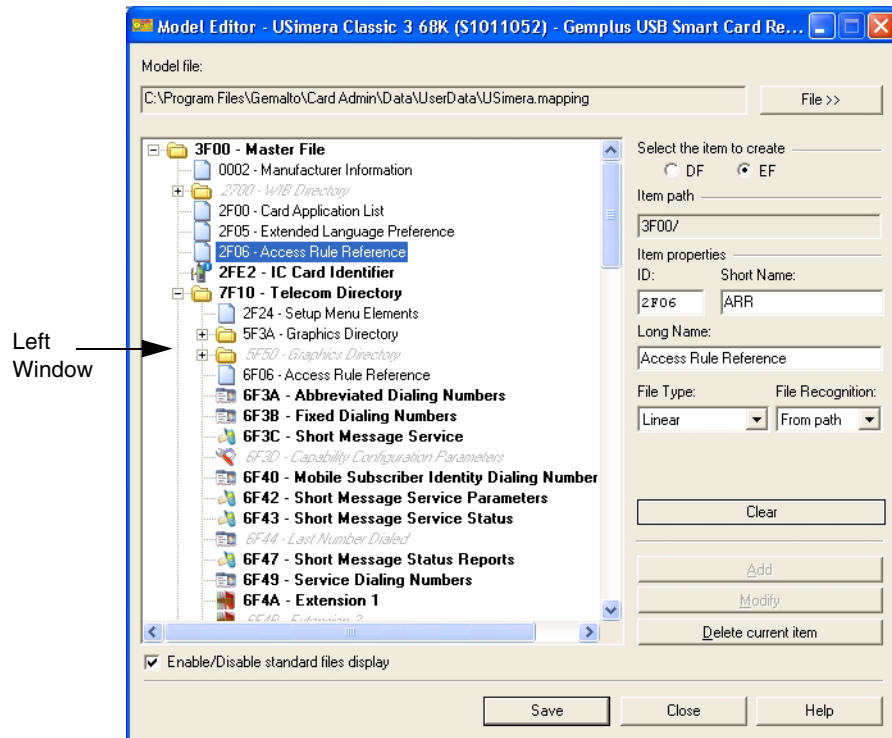 Model Editor - USimera Classic 3 68K (S1011052) - Gemplus USB Smart Card Re...
Model file:
C:\Program Files\Gemalto\Card Admin\Data\UserData\USimera.mapping
File >>
3F00 - Master File
0002 - Manufacturer Information
2700 - WIB Directory
2F00 - Card Application List
2F05 - Extended Language Preference
2F06 - Access Rule Reference
2FE2 - IC Card Identifier
7F10 - Telecom Directory
2F24 - Setup Menu Elements
5F3A - Graphics Directory
5F50 - Graphics Directory
6F06 - Access Rule Reference
6F3A - Abbreviated Dialing Numbers
6F3B - Fixed Dialing Numbers
6F3C - Short Message Service
6F3D - Capability Configuration Parameters
6F40 - Mobile Subscriber Identity Dialing Number
6F42 - Short Message Service Parameters
6F43 - Short Message Service Status
6F44 - Last Number Dialed
6F47 - Short Message Status Reports
6F49 - Service Dialing Numbers
6F4A - Extension 1
6F4B - Extension 2
Left
Window
Select the item to create
DF EF
Item path
3F00/
Item properties
ID: Short Name:
2F06 ARR
Long Name:
Access Rule Reference
File Type: File Recognition:
Linear From path
Clear
Add
Modify
Delete current item
Enable/Disable standard files display
Save Close Help